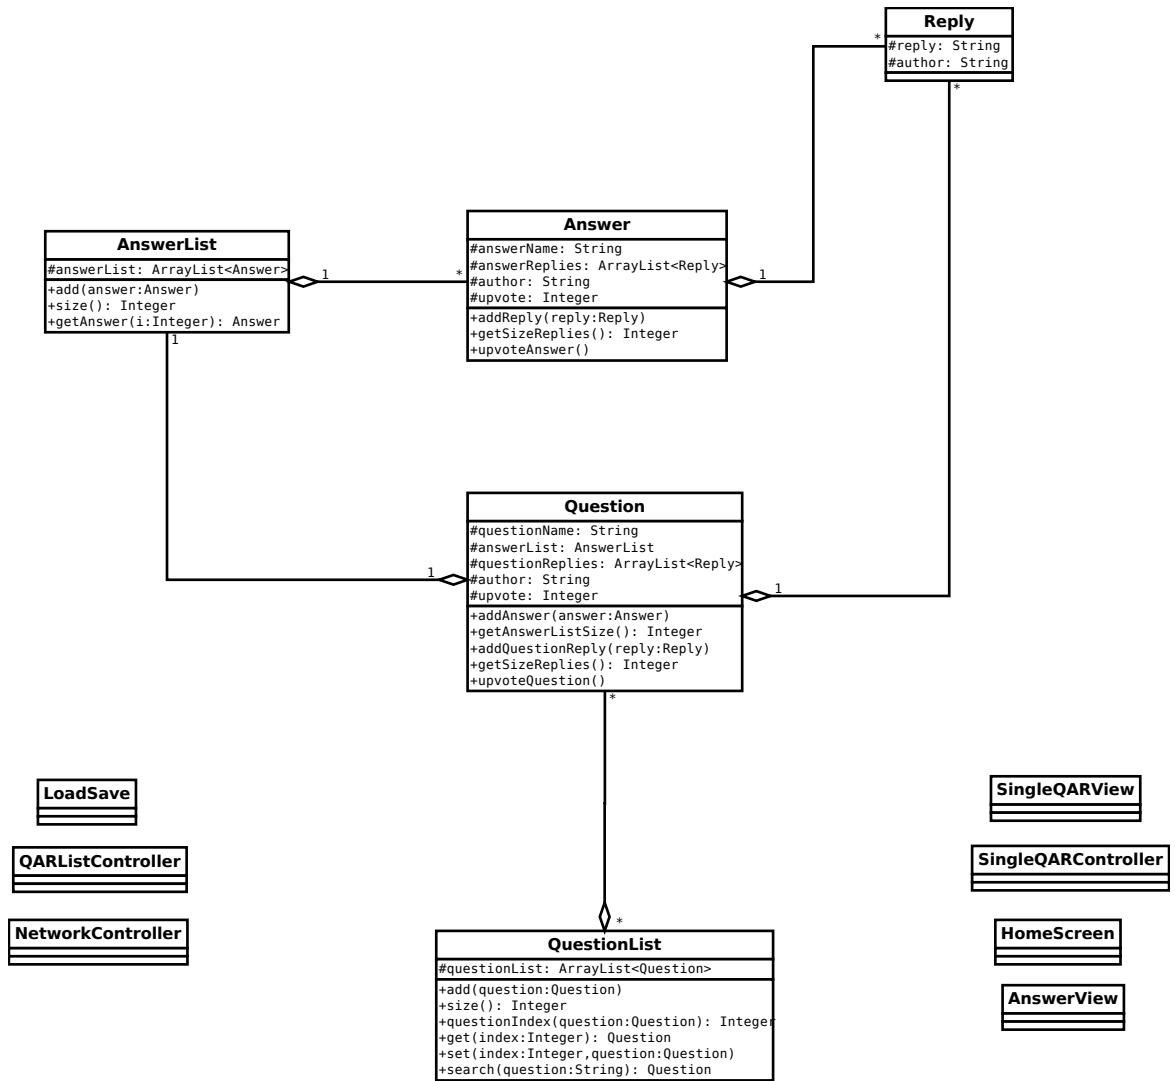 Reply
#reply: String
#author: String
*
*
Answer
#answerName: String
#answerReplies: ArrayList<Reply>
#author: String
#upvote: Integer
+addReply(reply:Reply)
+getSizeReplies(): Integer
+upvoteAnswer()
1
AnswerList
#answerList: ArrayList<Answer>
+add(answer:Answer)
+size(): Integer
+getAnswer(i:Integer): Answer
1
*
1
Question
#questionName: String
#answerList: AnswerList
#questionReplies: ArrayList<Reply>
#author: String
#upvote: Integer
+addAnswer(answer:Answer)
+getAnswerListSize(): Integer
+addQuestionReply(reply:Reply)
+getSizeReplies(): Integer
+upvoteQuestion()
1
1
*
LoadSave
QARListController
NetworkController
SingleQARView
SingleQARController
HomeScreen
AnswerView
*
QuestionList
#questionList: ArrayList<Question>
+add(question:Question)
+size(): Integer
+questionIndex(question:Question): Integer
+get(index:Integer): Question
+set(index:Integer,question:Question)
+search(question:String): Question